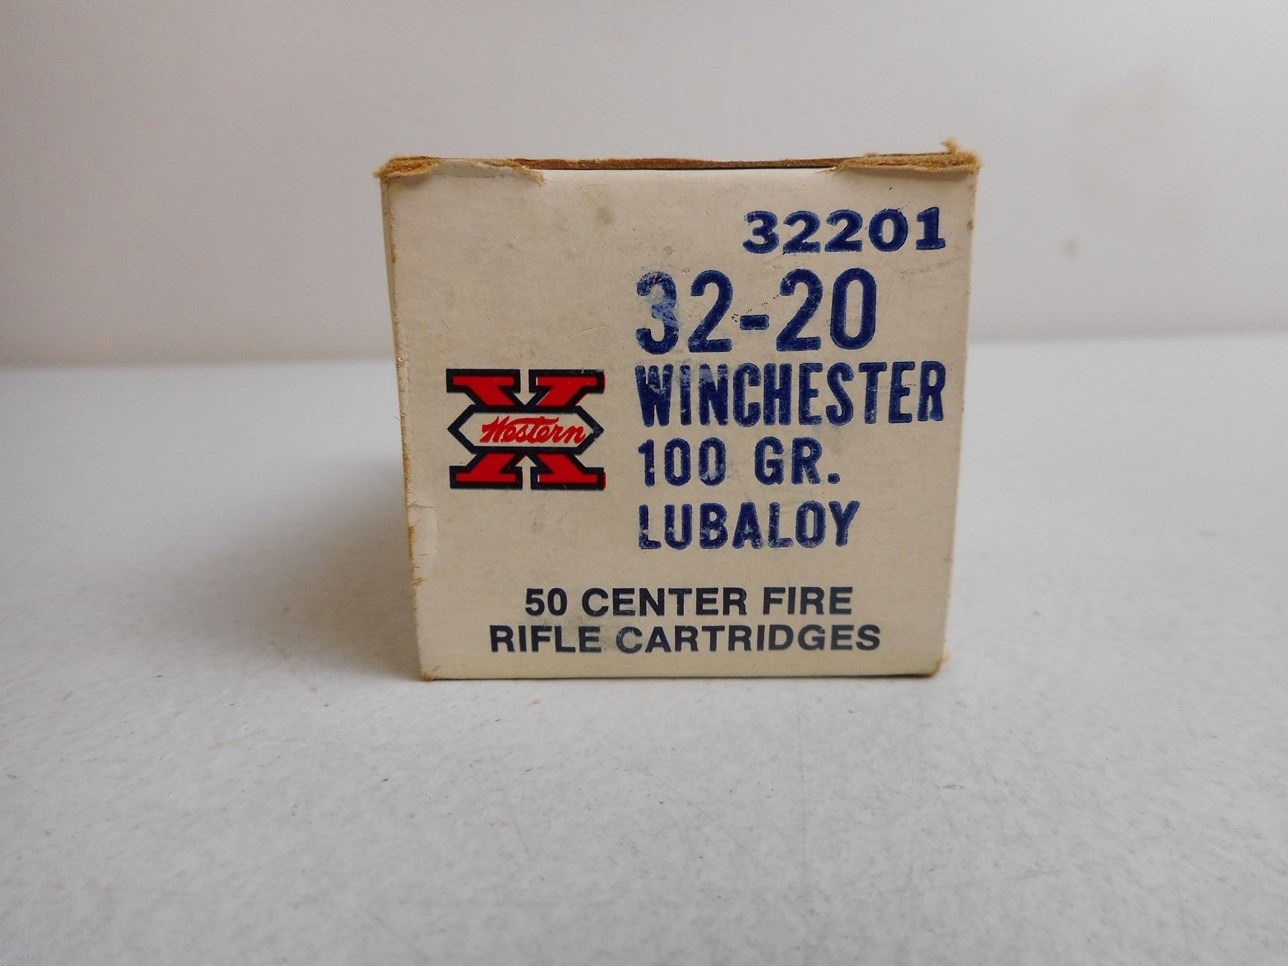 32201
32-20
WINCHESTER
Western
100 GR.
LUBALOY
50 CENTER FIRE
RIFLE CARTRIDGES